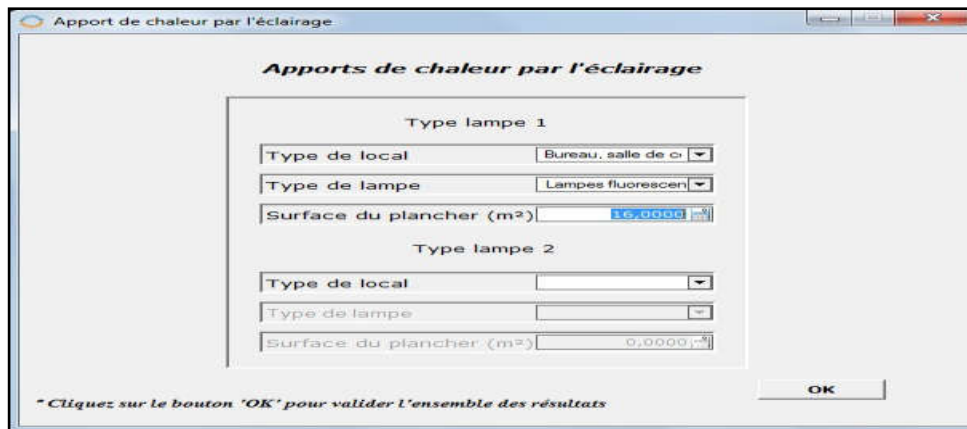 Apport de chaleur par l'éclairage
Apports de chaleur par l'éclairage
Type lampe 1
Type de local Bureau, salle de c
Type de lampe Lampes fluorescen
Surface du plancher (m²) 16,0000
Type lampe 2
Type de local
Type de lampe
Surface du plancher (m²) 0,0000
OK
* Cliquez sur le bouton 'OK' pour valider l'ensemble des résultats